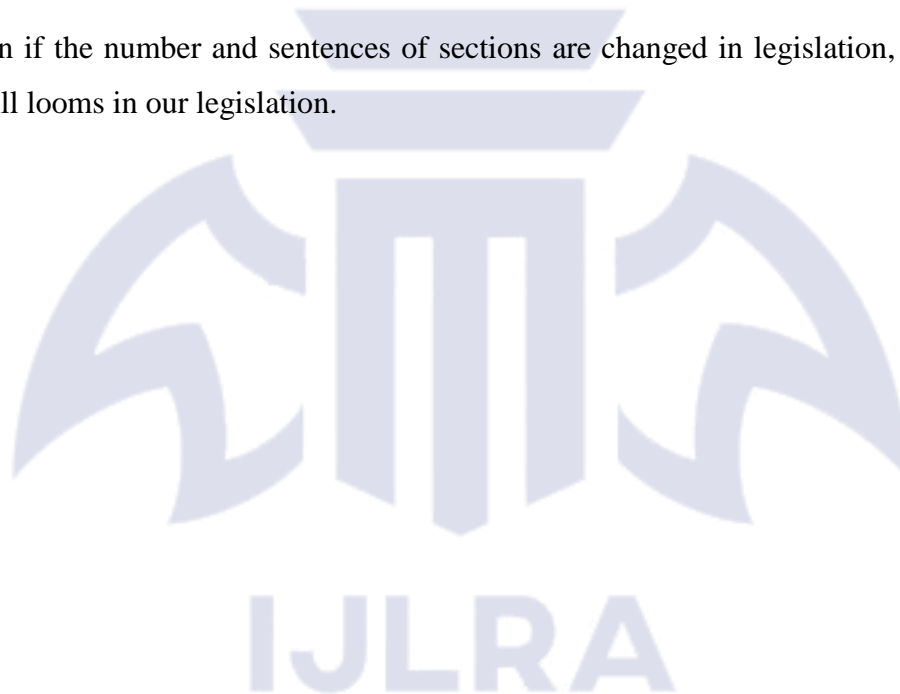 n if the number and sentences of sections are changed in legislation,
ll looms in our legislation.
IJLRA